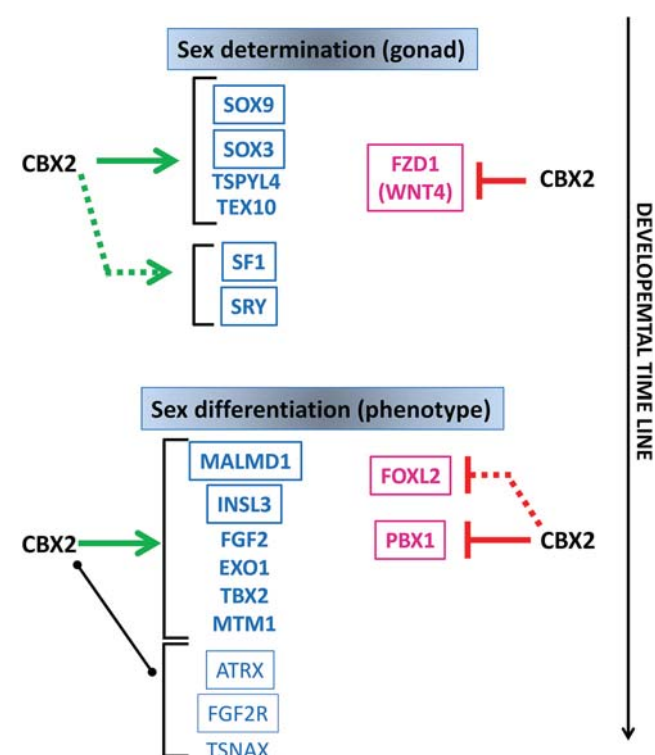 Sex determination (gonad)
SOX9
CBX2
SOX3
TSPYL4
TEX10
FZD1
(WNT4)
CBX2
SF1
SRY
DEVELOPEMTAL TIME LINE
Sex differentiation (phenotype)
MALMD1
INSL3
CBX2
FGF2
EXO1
TBX2
MTM1
FOXL2
PBX1
CBX2
ATRX
FGF2R
TSNAX